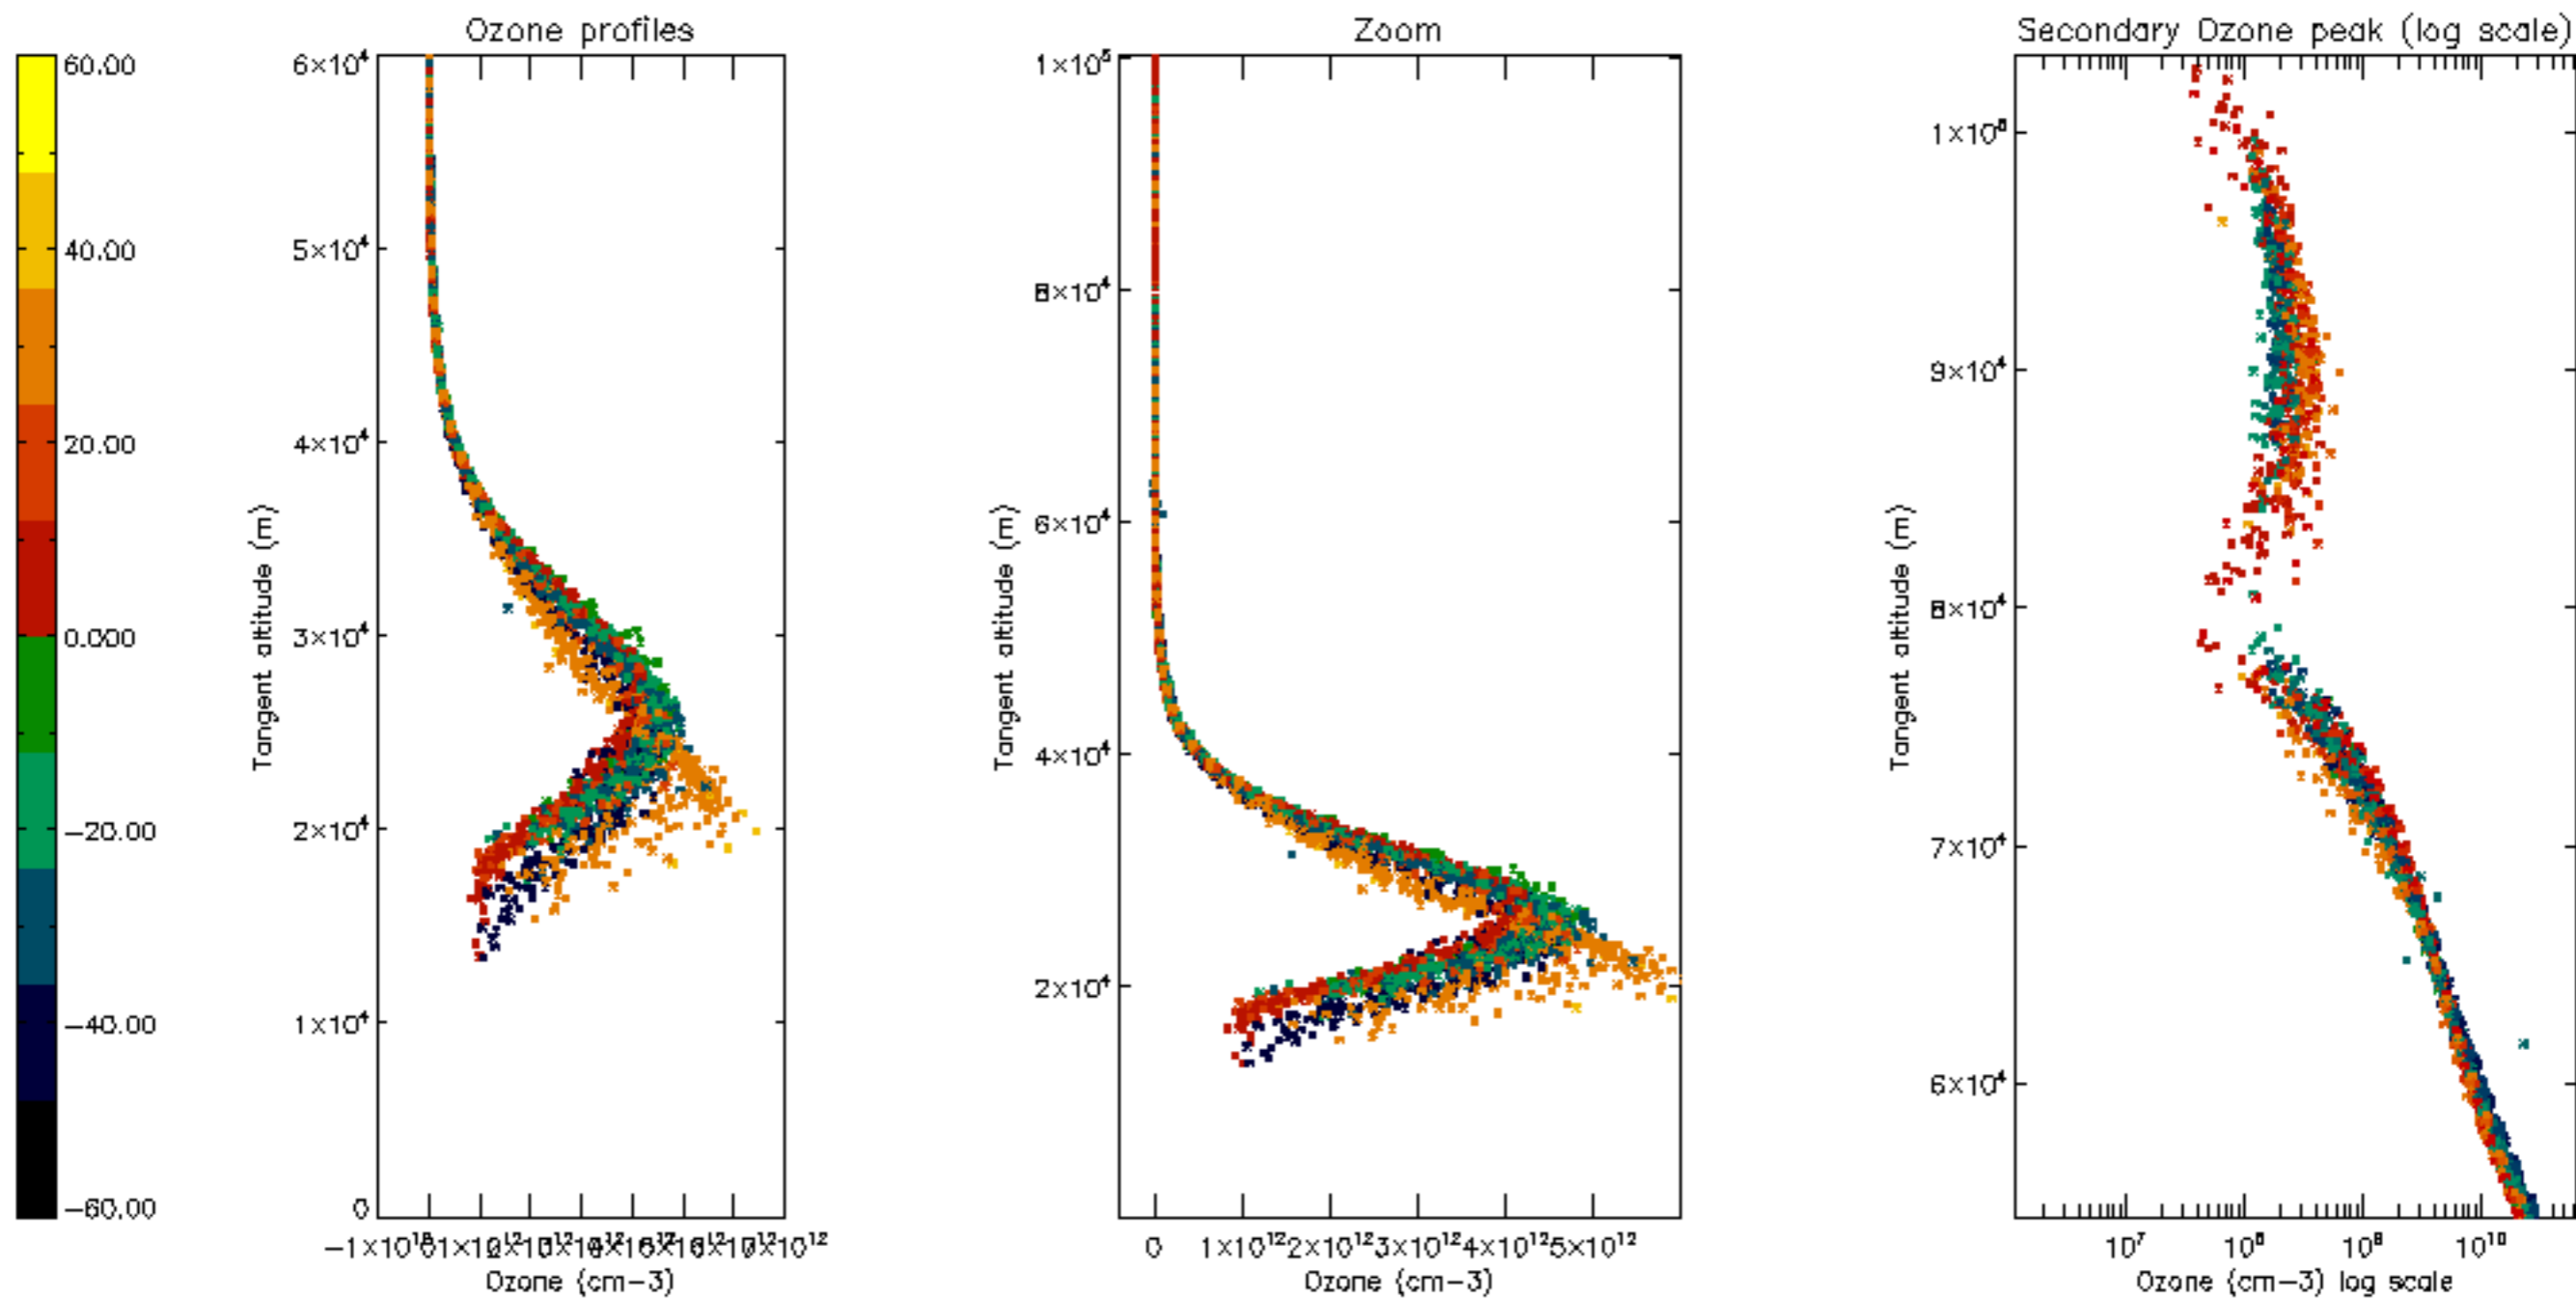 Ozone profiles
Zoom
Secondary Ozone peak (log scale)
60.00
40.00
20.00
0.000
-20.00
-40.00
-60.00
6×10⁴
5×10⁴
4×10⁴
3×10⁴
2×10⁴
1×10⁴
0
Tangent altitude (m)
Ozone (cm-3)
1×10⁵
8×10⁴
6×10⁴
4×10⁴
2×10⁴
Tangent altitude (m)
0 1×10¹² 2×10¹² 3×10¹² 4×10¹² 5×10¹²
Ozone (cm-3)
9×10⁴
8×10⁴
7×10⁴
6×10⁴
Tangent altitude (m)
10⁷ 10⁸ 10⁹ 10¹⁰
Ozone (cm-3) log scale